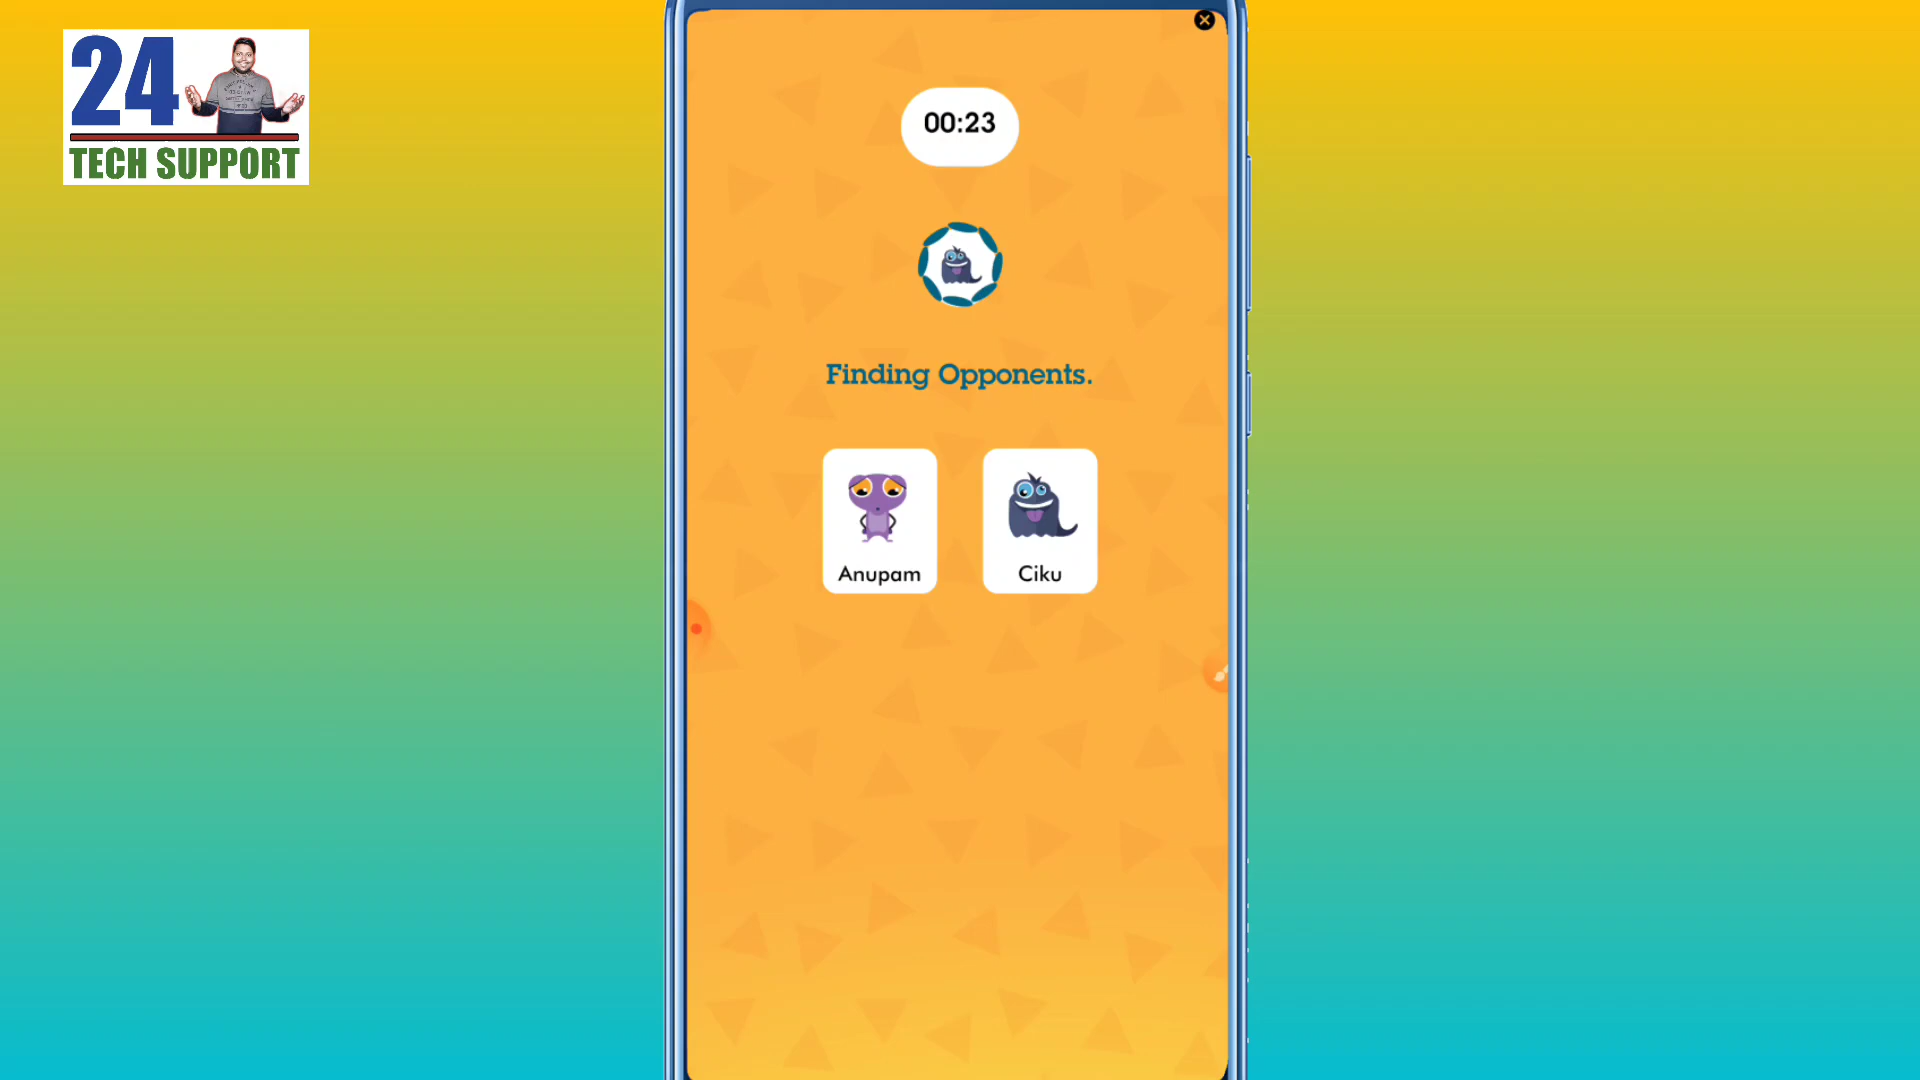 24
TECH SUPPORT
00:23
Finding Opponents.
Anupam
Ciku